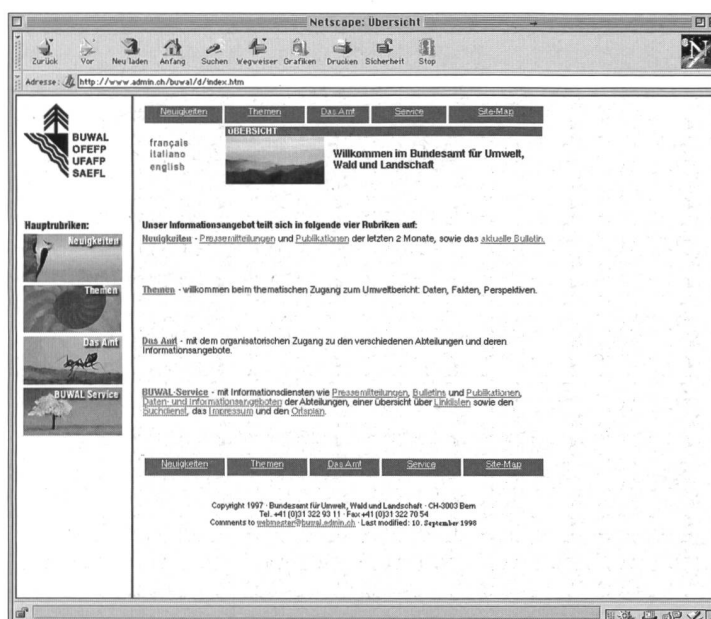 Netscape: Übersicht
Zurück Vor Neu laden Anfang Suchen Wegweiser Grafiken Drucken Sicherheit Stop
Adresse: http://www.admin.ch/buwal/d/index.htm
Neuigkeiten Themen Das Amt Service Site-Map
BUWAL
OFEFP
UFAFP
SAEFL
français
italiano
english
ÜBERSICHT
Willkommen im Bundesamt für Umwelt,
Wald und Landschaft
Hauptrubriken:
Neuigkeiten
Themen
Das Amt
BUWAL Service
Unser Informationsangebot teilt sich in folgende vier Rubriken auf:
Neuigkeiten - Pressemitteilungen und Publikationen der letzten 2 Monate, sowie das aktuelle Bulletin.
Themen - willkommen beim thematischen Zugang zum Umweltbericht: Daten, Fakten, Perspektiven.
Das Amt - mit dem organisatorischen Zugang zu den verschiedenen Abteilungen und deren
Informationsangebote.
BUWAL-Service - mit Informationsdiensten wie Pressemitteilungen, Bulletins und Publikationen,
Daten- und Informationsangeboten der Abteilungen, einer Übersicht über Linklisten sowie den
Suchdienst, das Impressum und den Ortsplan.
Neuigkeiten Themen Das Amt Service Site-Map
Copyright 1997 · Bundesamt für Umwelt, Wald und Landschaft · CH-3003 Bern
Tel. +41 (0)31 322 93 11 · Fax +41 (0)31 322 70 54
Comments to webmaster@buwal.admin.ch · Last modified: 10. September 1998